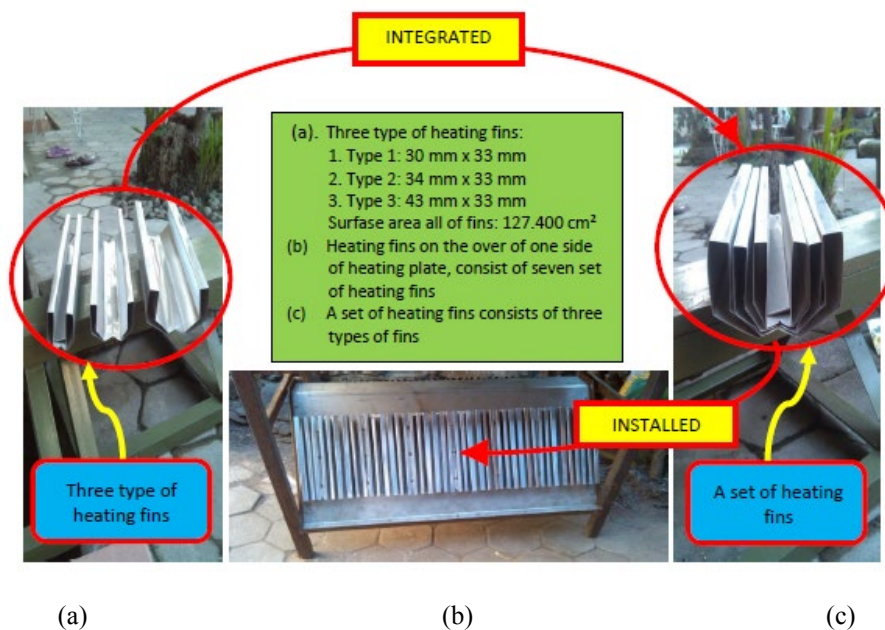 INTEGRATED
(a). Three type of heating fins:
1. Type 1: 30 mm x 33 mm
2. Type 2: 34 mm x 33 mm
3. Type 3: 43 mm x 33 mm
Surfase area all of fins: 127.400 cm²
(b) Heating fins on the over of one side
of heating plate, consist of seven set
of heating fins
(c) A set of heating fins consists of three
types of fins
INSTALLED
Three type of
heating fins
A set of heating
fins
(a) (b) (c)